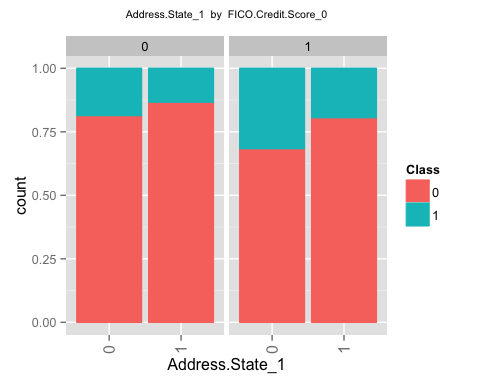 Address.State_1 by FICO.Credit.Score_0
0 1
1.00
0.75
0.50
0.25
0.00
count
0 1 0 1
Address.State_1
Class
0
1